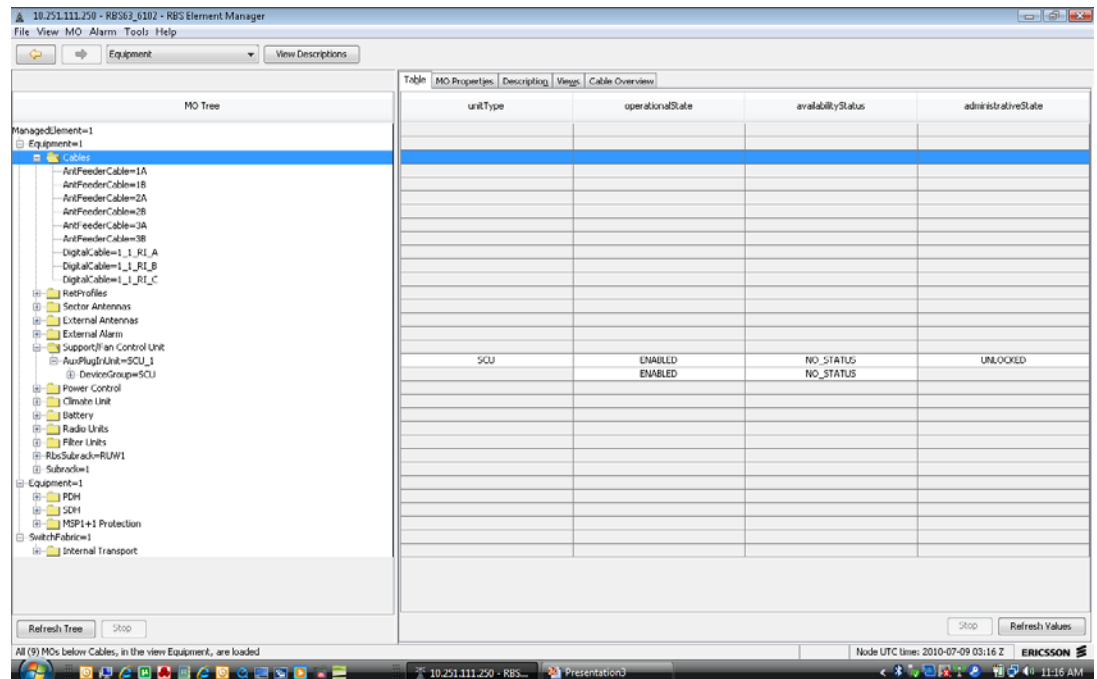 10.251.111.250 - RBS63_6102 - RBS Element Manager
File View MO Alarm Tools Help
Equipment View Descriptions
Table MO Properties Description Views Cable Overview
MO Tree unitType operationalState availabilityStatus administrativeState
ManagedElement=1
Equipment=1
Cables
AntFeederCable=1A
AntFeederCable=1B
AntFeederCable=2A
AntFeederCable=2B
AntFeederCable=3A
AntFeederCable=3B
DigitalCable=1_1_RI_A
DigitalCable=1_1_RI_B
DigitalCable=1_1_RI_C
RetProfiles
Sector Antennas
External Antennas
External Alarm
Support/Fan Control Unit
AuxPlugInUnit=SCU_1 SCU ENABLED NO_STATUS UNLOCKED
DeviceGroup=SCU ENABLED NO_STATUS
Power Control
Climate Unit
Battery
Radio Units
Filter Units
RbsSubrack=RUW1
Subrack=1
Equipment=1
PDH
SDH
MSP1+1 Protection
SwitchFabric=1
Internal Transport
Refresh Tree Stop Stop Refresh Values
All (9) MOs below Cables, in the view Equipment, are loaded Node UTC time: 2010-07-09 03:16 Z ERICSSON
10.251.111.250 - RBS... Presentation3 11:16 AM